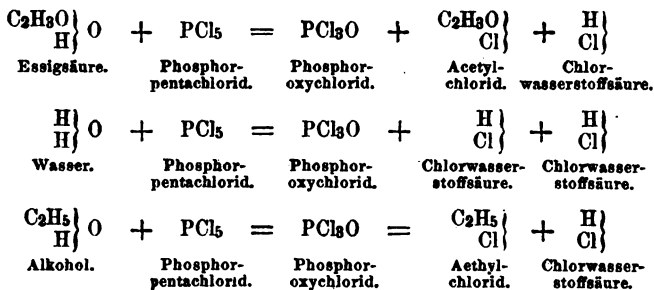 C₂H₃O
H } O + PCl₅ = PCl₃O + C₂H₃O
Cl } + H
Cl }
Essigsäure. Phosphor- Phosphor- Acetyl- Chlor-
pentachlorid. oxychlorid. chlorid. wasserstoffsäure.
H
H } O + PCl₅ = PCl₃O + H
Cl } + H
Cl }
Wasser. Phosphor- Phosphor- Chlorwasser- Chlorwasser-
pentachlorid. oxychlorid. stoffsäure. stoffsäure.
C₂H₅
H } O + PCl₅ = PCl₃O = C₂H₅
Cl } + H
Cl }
Alkohol. Phosphor- Phosphor- Aethyl- Chlorwasser-
pentachlorid. oxychlorid. chlorid. stoffsäure.